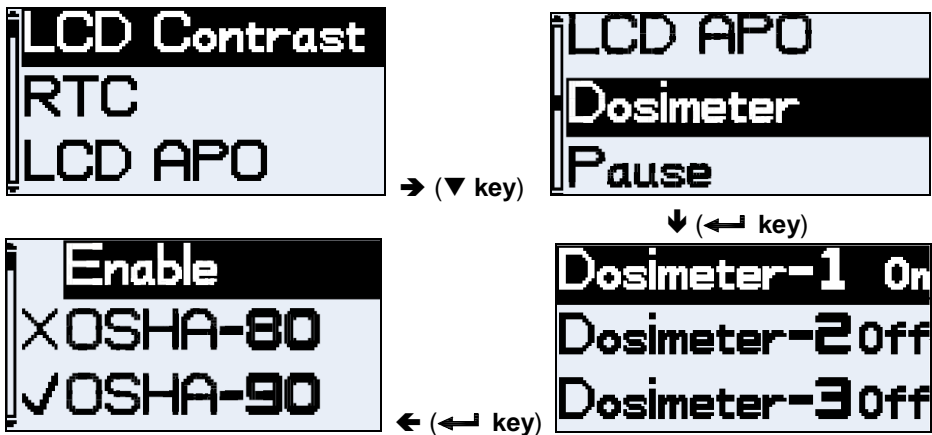 LCD Contrast
RTC
LCD APO
➔ (▼ key)
LCD APO
Dosimeter
Pause
🡻 (⟵ key)
Dosimeter-1 On
Dosimeter-2 Off
Dosimeter-3 Off
🡸 (⟵ key)
Enable
XOSHA-80
✓OSHA-90